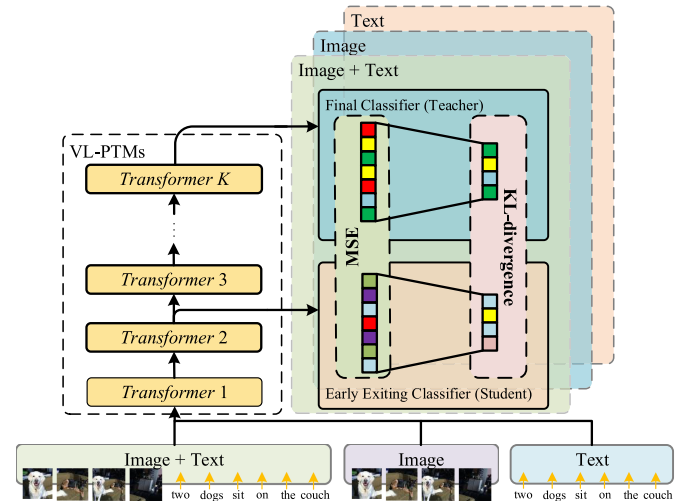 Text
Image
Image + Text
Final Classifier (Teacher)
VL-PTMs
Transformer K
MSE
KL-divergence
Transformer 3
Transformer 2
Transformer 1
Early Exiting Classifier (Student)
Image + Text
Image
Text
two dogs sit on the couch
two dogs sit on the couch